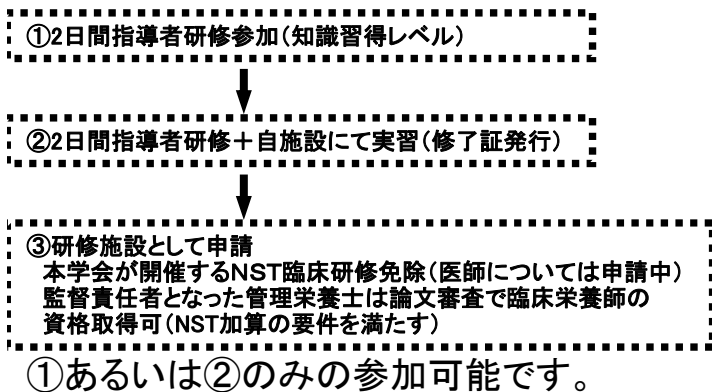 ①2日間指導者研修参加(知識習得レベル)
②2日間指導者研修+自施設にて実習(修了証発行)
③研修施設として申請
本学会が開催するNST臨床研修免除(医師については申請中)
監督責任者となった管理栄養士は論文審査で臨床栄養師の
資格取得可(NST加算の要件を満たす)
①あるいは②のみの参加可能です。